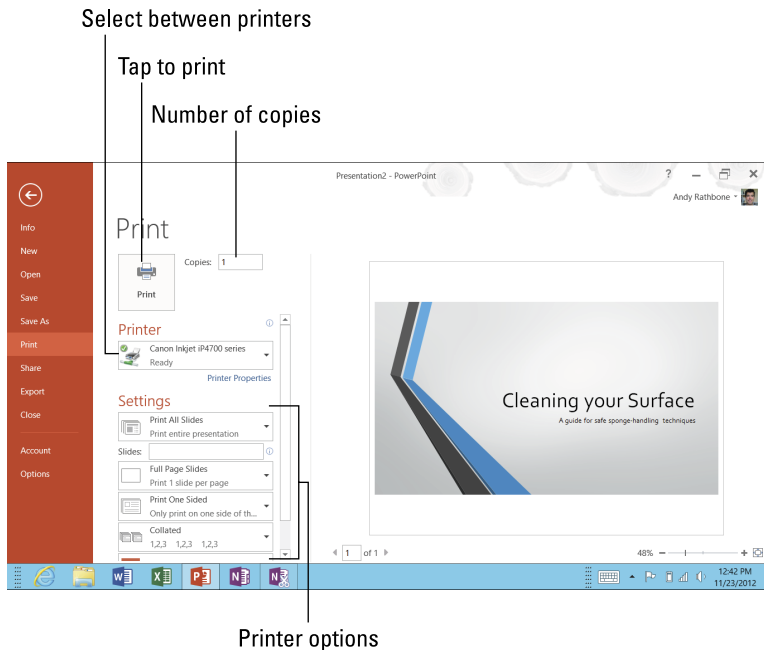 Select between printers
Tap to print
Number of copies
Presentation2 - PowerPoint
?
Andy Rathbone
Info
New
Open
Save
Save As
Print
Share
Export
Close
Account
Options
Print
Copies: 1
Print
Printer
Canon Inkjet iP4700 series
Ready
Printer Properties
Settings
Print All Slides
Print entire presentation
Slides:
Full Page Slides
Print 1 slide per page
Print One Sided
Only print on one side of th...
Collated
1,2,3 1,2,3 1,2,3
Cleaning your Surface
A guide for safe sponge-handling techniques
1 of 1
48%
12:42 PM
11/23/2012
Printer options